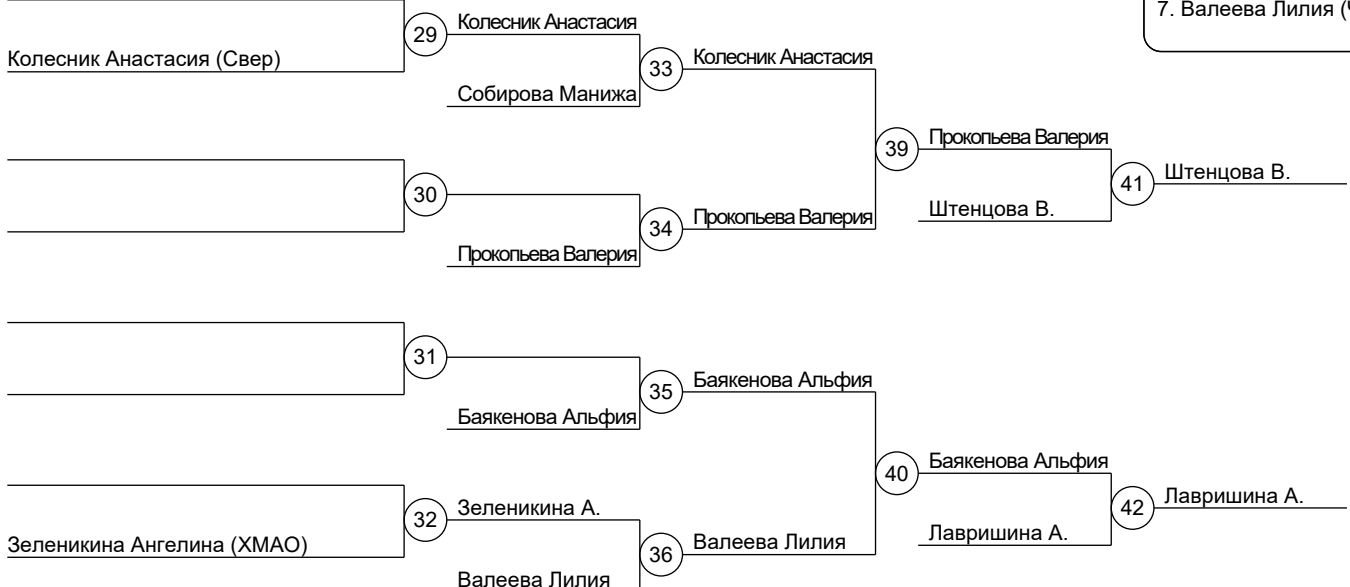 7. Валеева Лилия (
Колесник Анастасия
29
Колесник Анастасия (Свер)
Колесник Анастасия
33
Собирова Манижа
Прокопьева Валерия
39
Штенцова В.
41
30
Штенцова В.
Прокопьева Валерия
34
Прокопьева Валерия
31
Баякенова Альфия
35
Баякенова Альфия
Баякенова Альфия
40
Лавришина А.
Зеленикина А.
42
32
Лавришина А.
Валеева Лилия
Зеленикина Ангелина (ХМАО)
36
Валеева Лилия